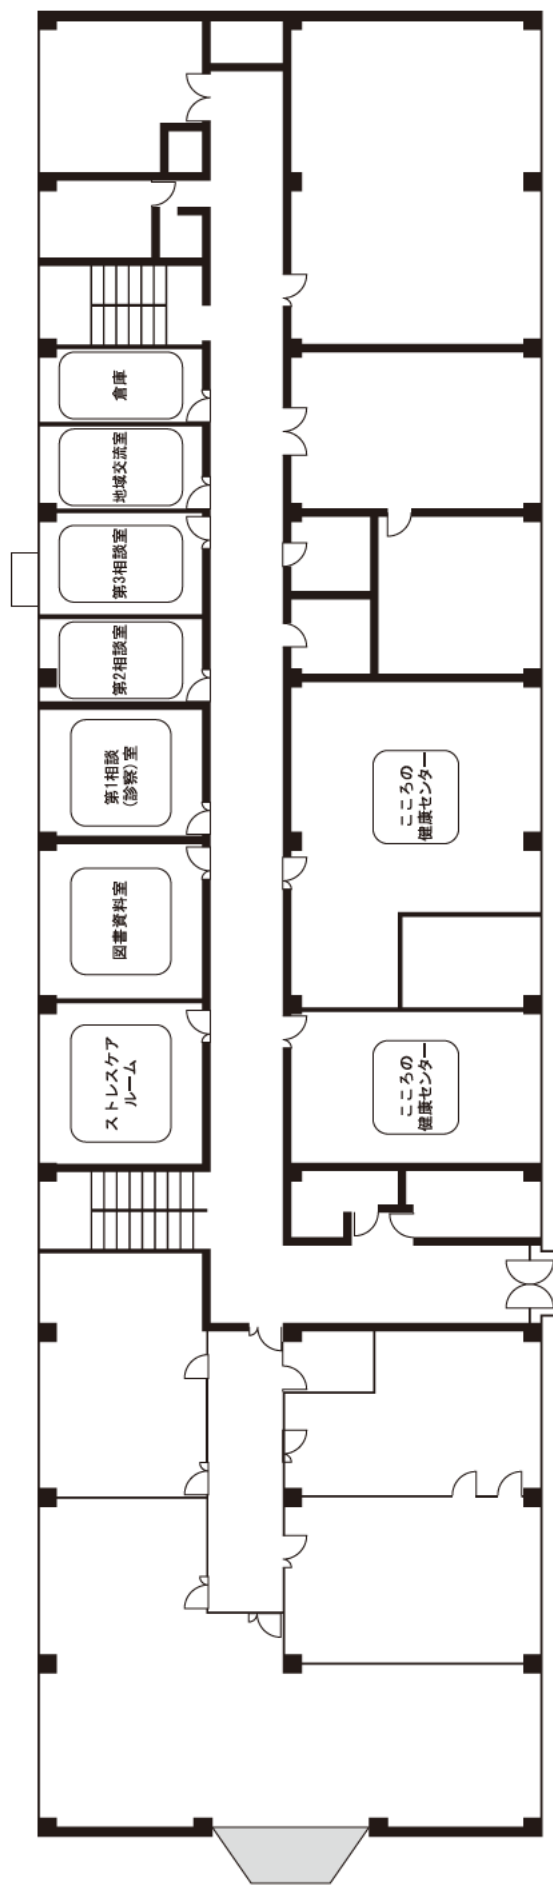 倉庫
地域交流室
第3相談室
第2相談室
第1相談
(診察)室
図書資料室
ストレスケア
ルーム
こころの
健康センター
こころの
健康センター